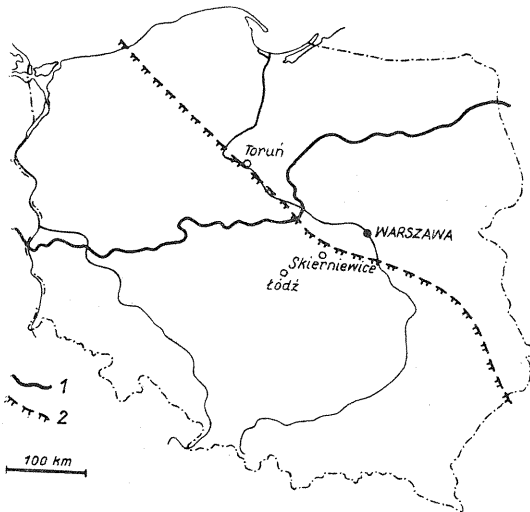 Toruń
WARSZAWA
Skierniewice
Łódź
1
2
100 km